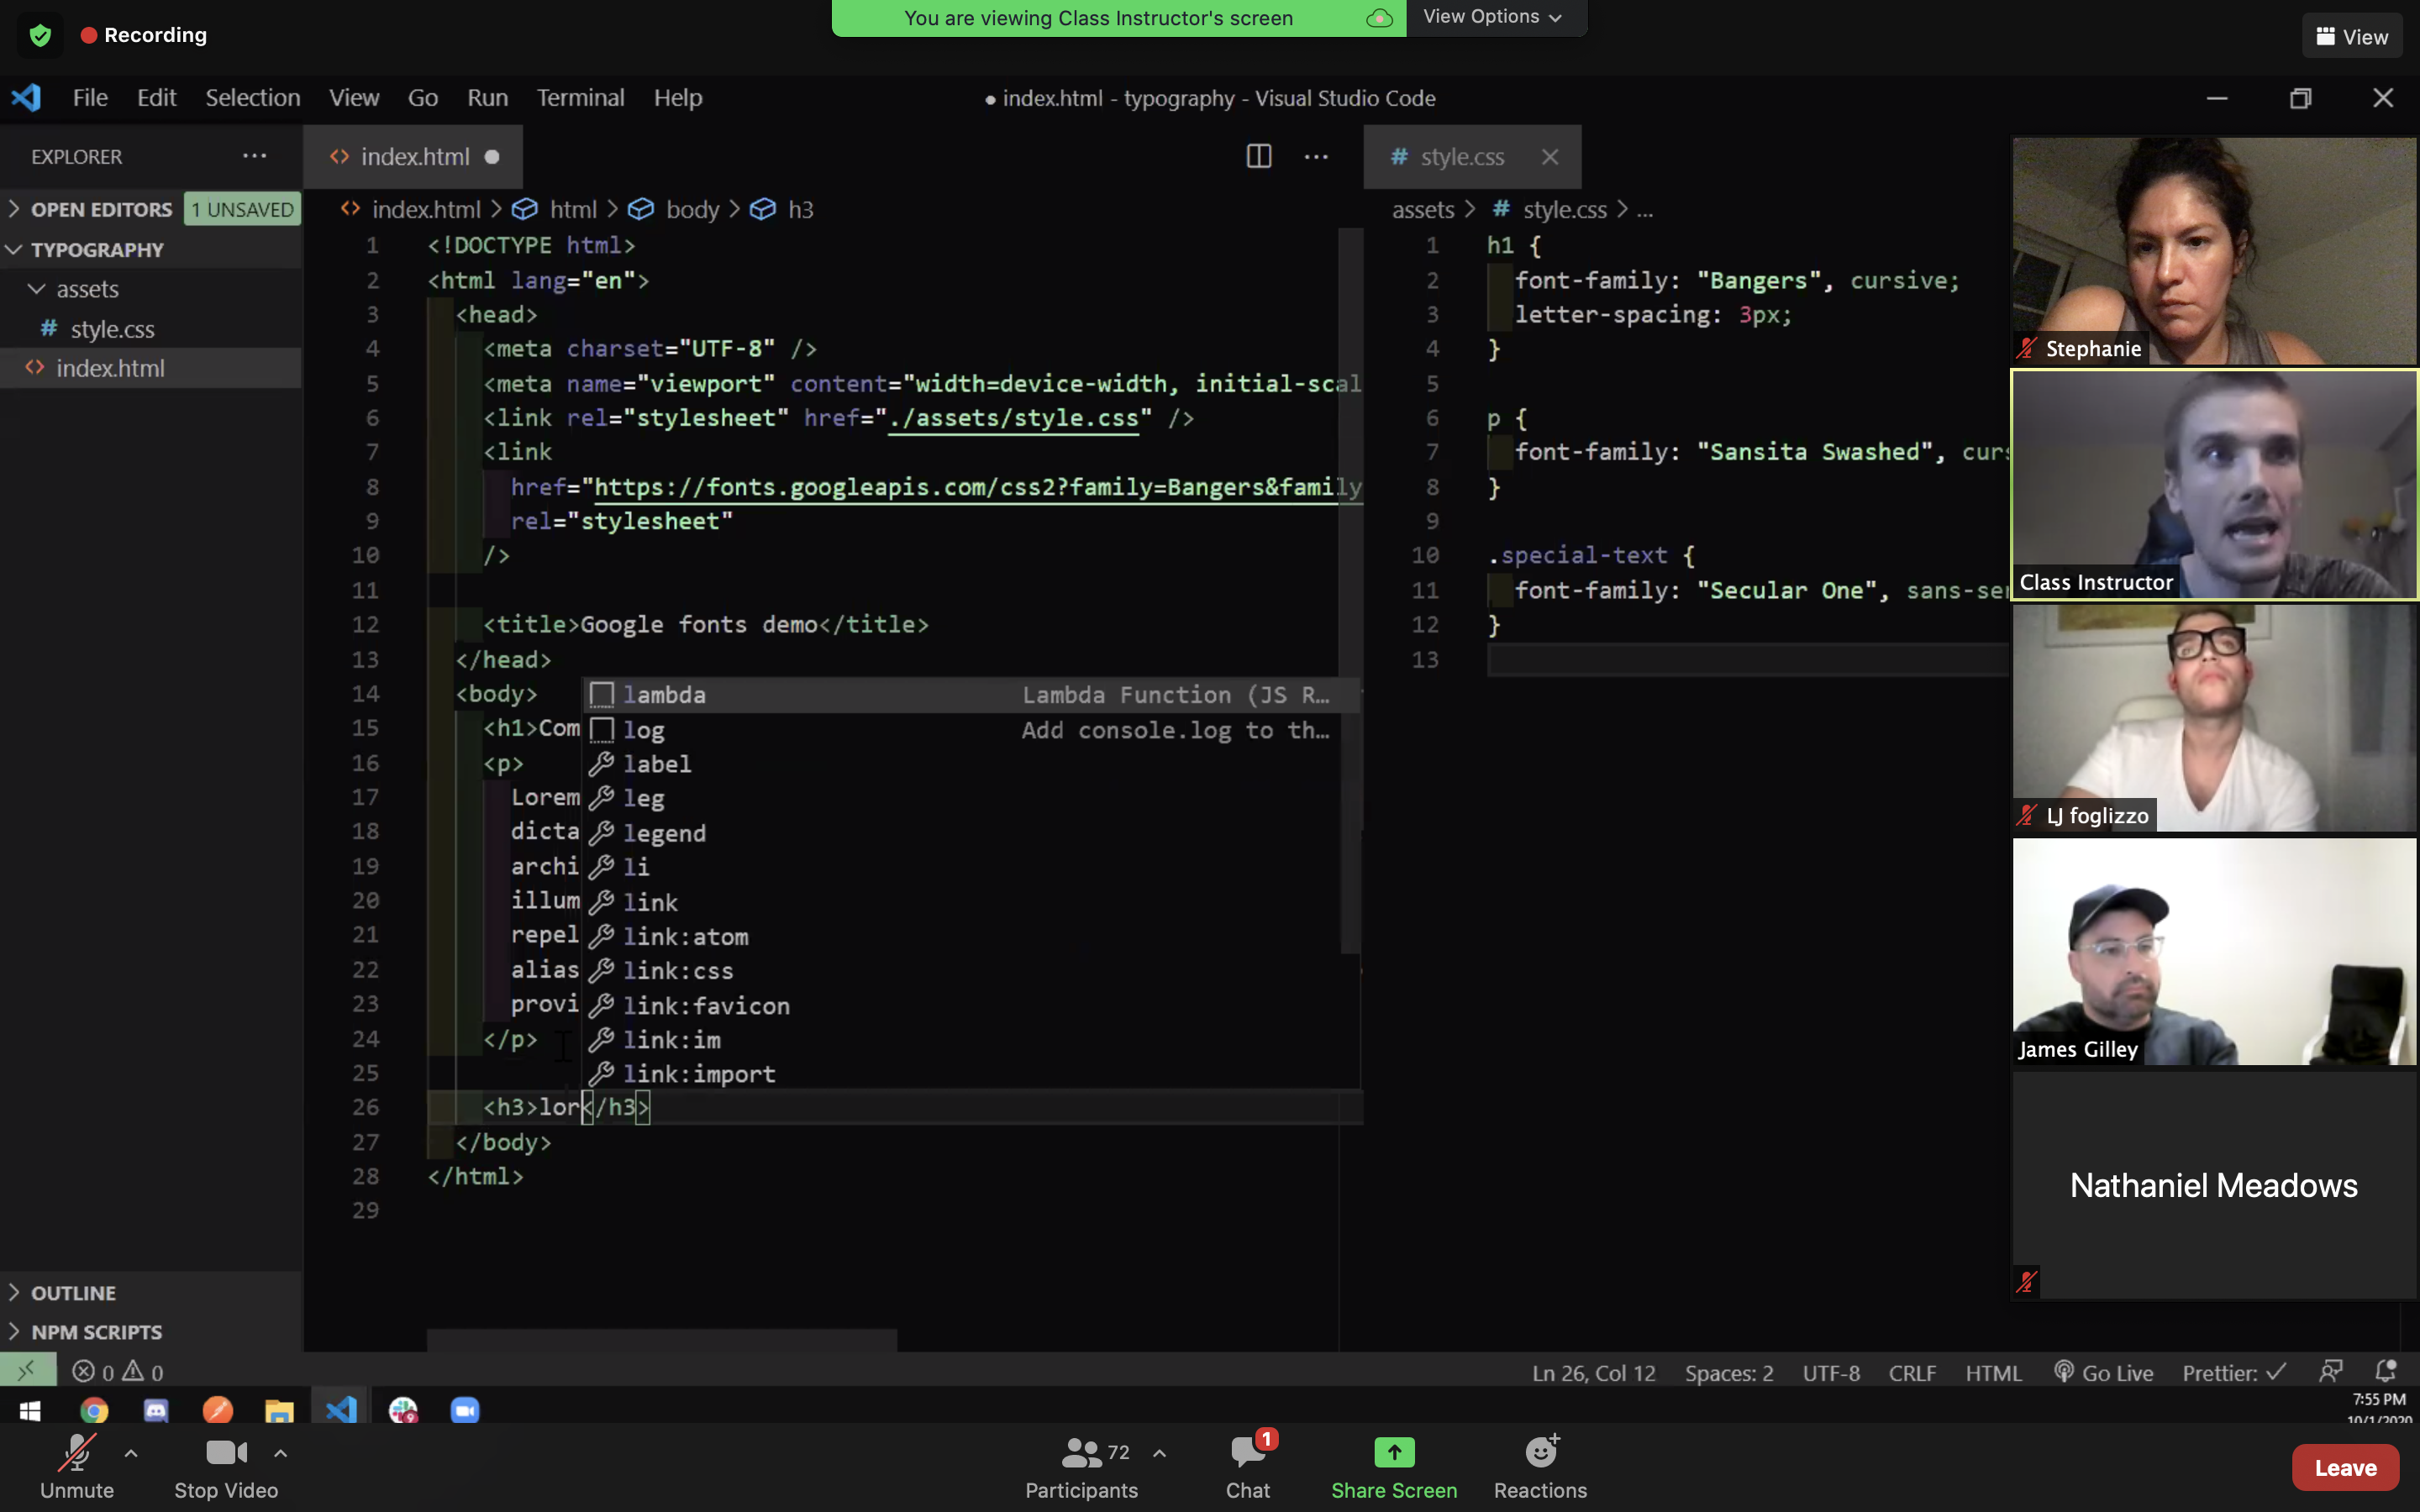 Recording
You are viewing Class Instructor's screen
View Options
View
File Edit Selection View Go Run Terminal Help
● index.html - typography - Visual Studio Code
EXPLORER
OPEN EDITORS 1 UNSAVED
TYPOGRAPHY
assets
# style.css
<> index.html
OUTLINE
NPM SCRIPTS
<> index.html ●
<> index.html > html > body > h3
1 <!DOCTYPE html>
2 <html lang="en">
3 <head>
4 <meta charset="UTF-8" />
5 <meta name="viewport" content="width=device-width, initial-scal
6 <link rel="stylesheet" href="./assets/style.css" />
7 <link
8 href="https://fonts.googleapis.com/css2?family=Bangers&family
9 rel="stylesheet"
10 />
11
12 <title>Google fonts demo</title>
13 </head>
14 <body>
15 <h1>Com
16 <p>
17 Lorem
18 dicta
19 archi
20 illum
21 repel
22 alias
23 provi
24 </p>
25
26 <h3>lor</h3>
27 </body>
28 </html>
29
lambda Lambda Function (JS R…
log Add console.log to th…
label
leg
legend
li
link
link:atom
link:css
link:favicon
link:im
link:import
# style.css
assets > # style.css > ...
1 h1 {
2 font-family: "Bangers", cursive;
3 letter-spacing: 3px;
4 }
5
6 p {
7 font-family: "Sansita Swashed", curs
8 }
9
10 .special-text {
11 font-family: "Secular One", sans-ser
12 }
13
Stephanie
Class Instructor
LJ foglizzo
James Gilley
Nathaniel Meadows
0 0
Ln 26, Col 12 Spaces: 2 UTF-8 CRLF HTML Go Live Prettier: ✓
9
7:55 PM
10/1/2020
Unmute
Stop Video
72
Participants
1
Chat
Share Screen
Reactions
Leave